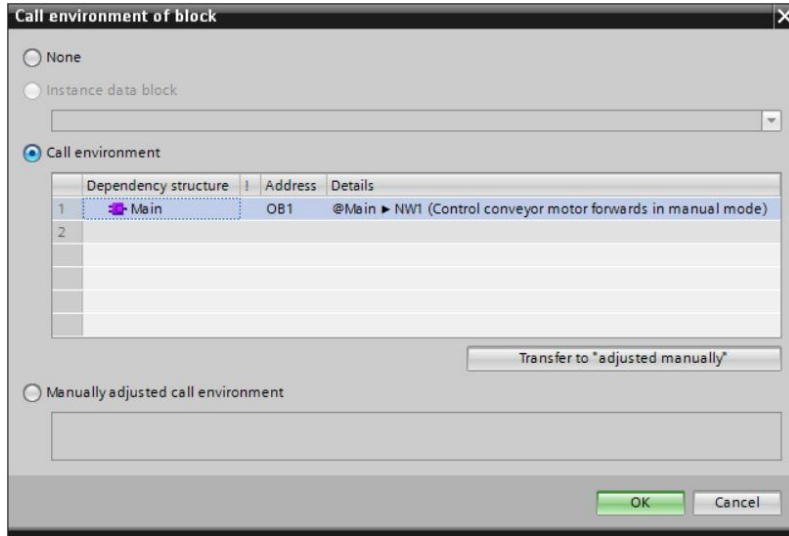 Call environment of block
None
Instance data block
Call environment
Dependency structure ! Address Details
1 Main OB1 @Main ▶ NW1 (Control conveyor motor forwards in manual mode)
2
Transfer to "adjusted manually"
Manually adjusted call environment
OK Cancel